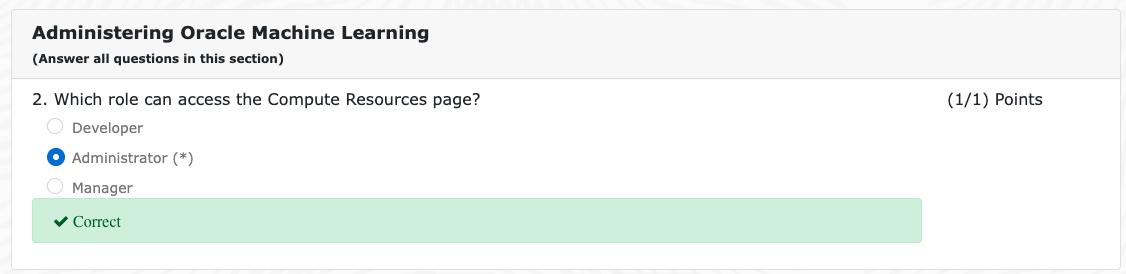 Administering Oracle Machine Learning
(Answer all questions in this section)
2. Which role can access the Compute Resources page? (1/1) Points
Developer
Administrator (*)
Manager
Correct